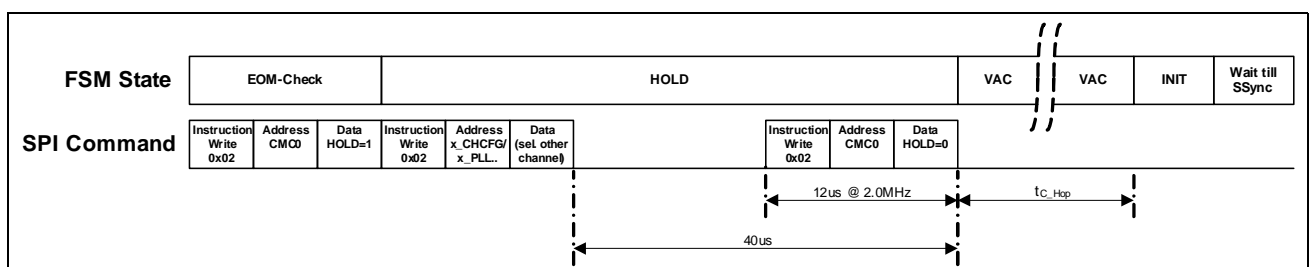 FSM State
EOM-Check
HOLD
VAC
VAC
INIT
Wait till
SSync
SPI Command
Instruction
Write
0x02
Address
CMC0
Data
HOLD=1
Instruction
Write
0x02
Address
x_CHCFG/
x_PLL..
Data
(sel. other
channel)
Instruction
Write
0x02
Address
CMC0
Data
HOLD=0
12us @ 2.0MHz
tC_Hop
40us